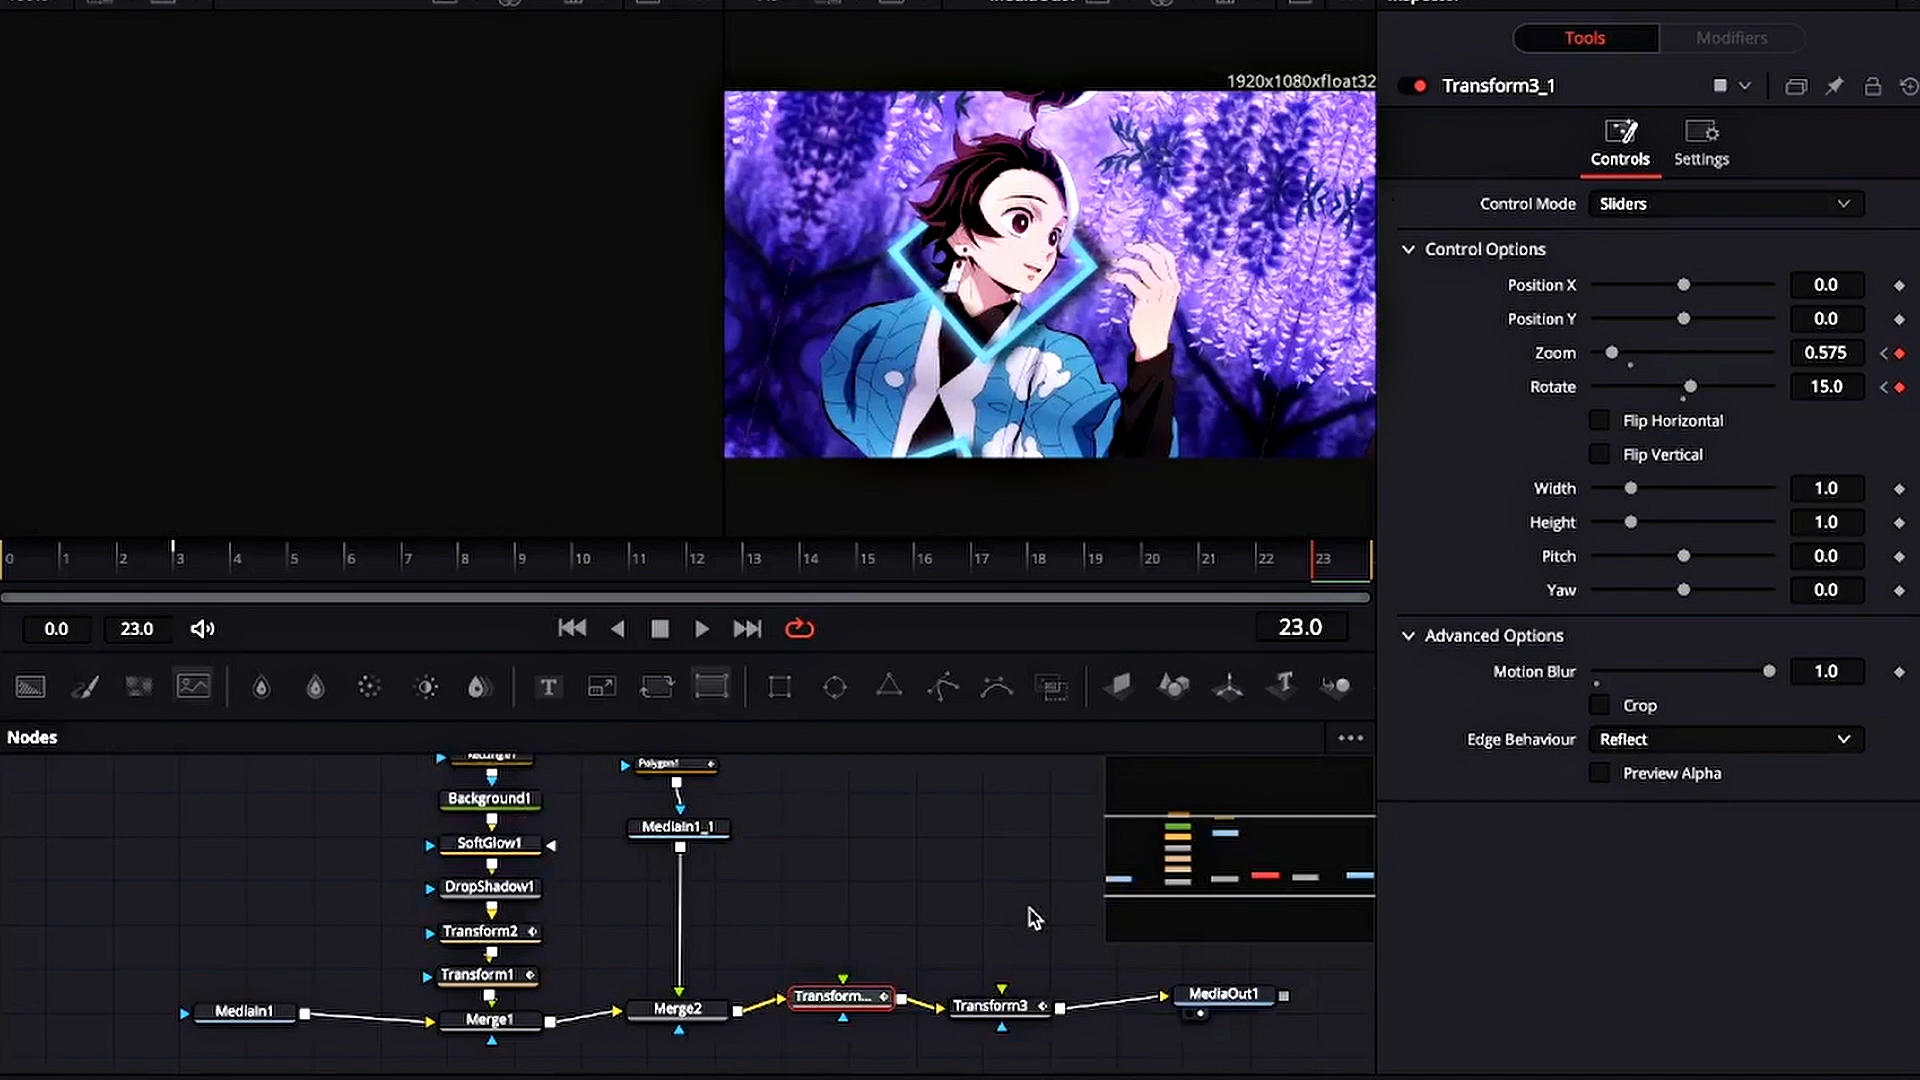 1920x1080xfloat32
Tools
Modifiers
Transform3_1
Controls
Settings
Control Mode
Sliders
Control Options
Position X
0.0
Position Y
0.0
Zoom
0.575
Rotate
15.0
Flip Horizontal
Flip Vertical
Width
1.0
Height
1.0
Pitch
0.0
Yaw
0.0
Advanced Options
Motion Blur
1.0
Crop
Edge Behaviour
Reflect
Preview Alpha
0 1 2 3 4 5 6 7 8 9 10 11 12 13 14 15 16 17 18 19 20 21 22 23
0.0
23.0
23.0
T
Nodes
Rectangle1
Polygon1
Background1
MediaIn1_1
SoftGlow1
DropShadow1
Transform2
Transform1
MediaIn1
Merge1
Merge2
Transform...
Transform3
MediaOut1